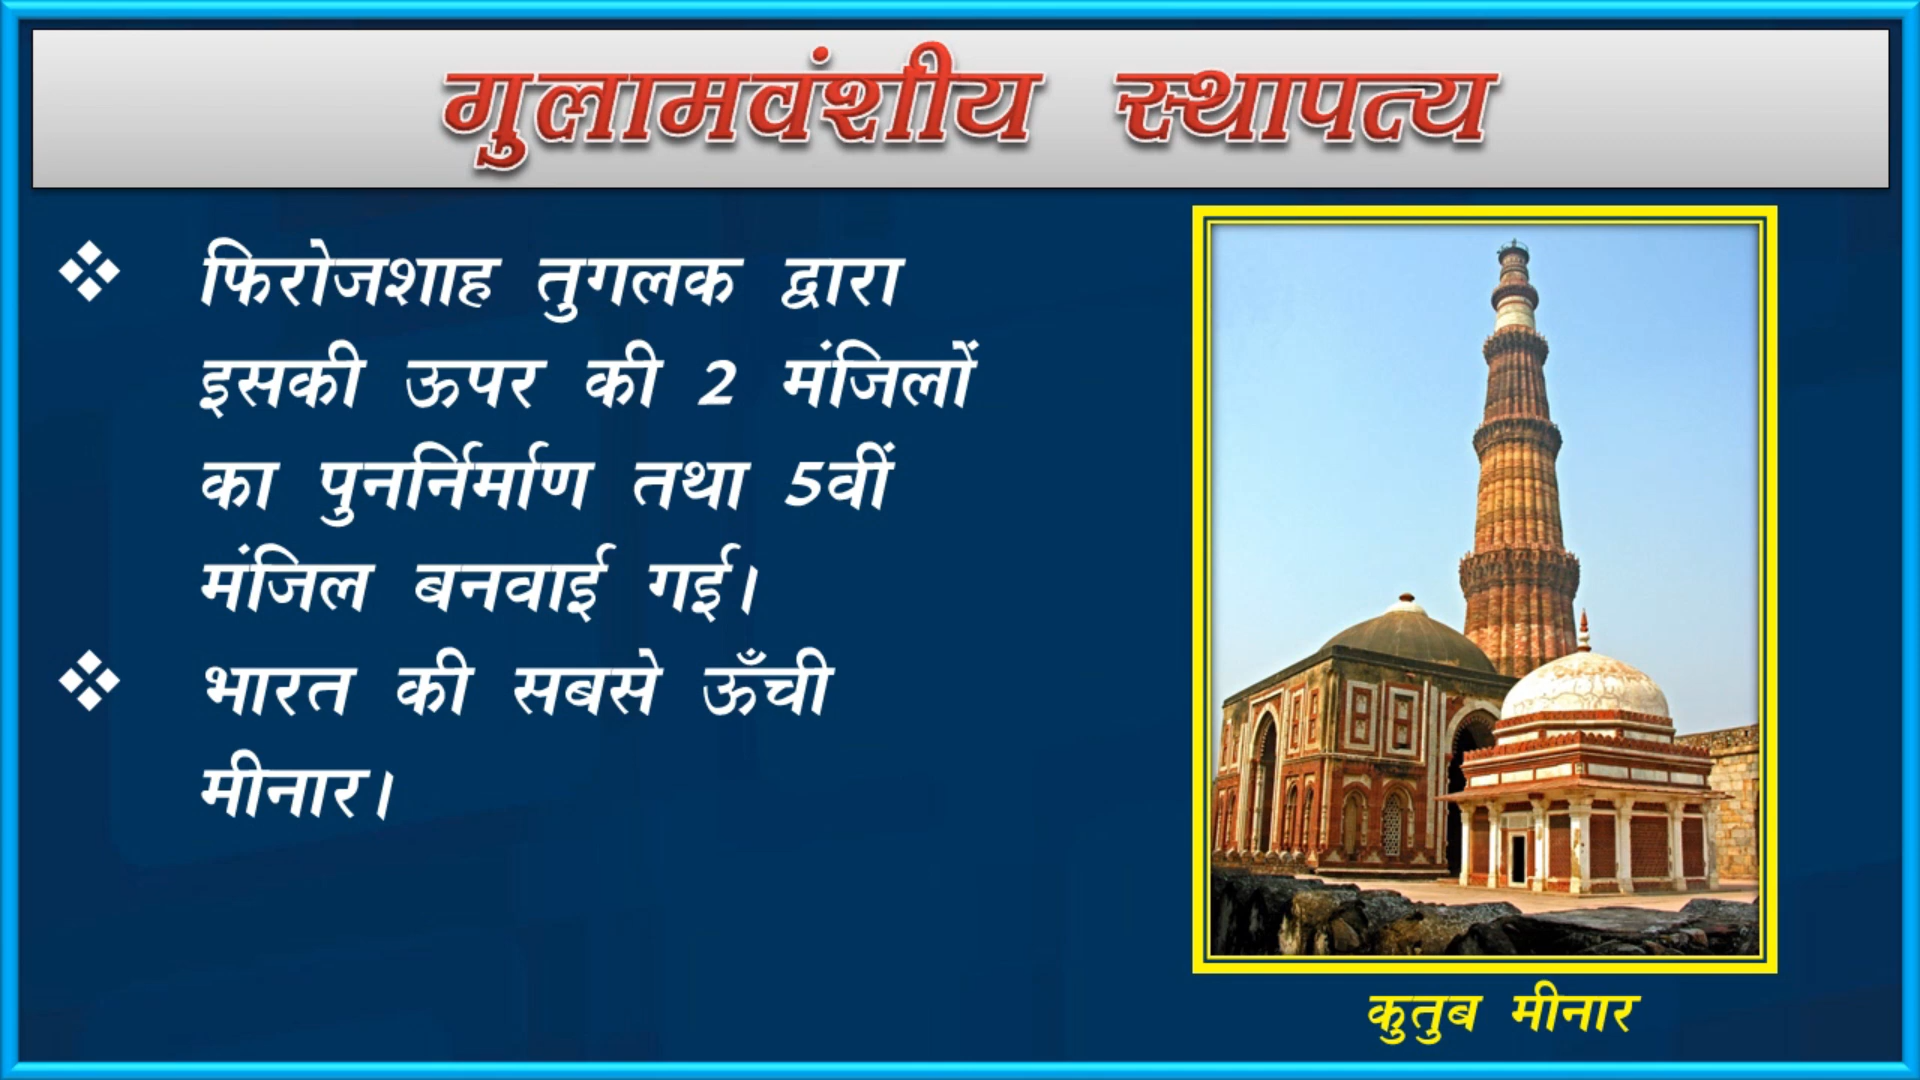 गुलामवंशीय स्थापत्य
फिरोजशाह तुगलक द्वारा
इसकी ऊपर की 2 मंजिलों
का पुनर्निर्माण तथा 5वीं
मंजिल बनवाई गई।
भारत की सबसे ऊँची
मीनार।
कुतुब मीनार